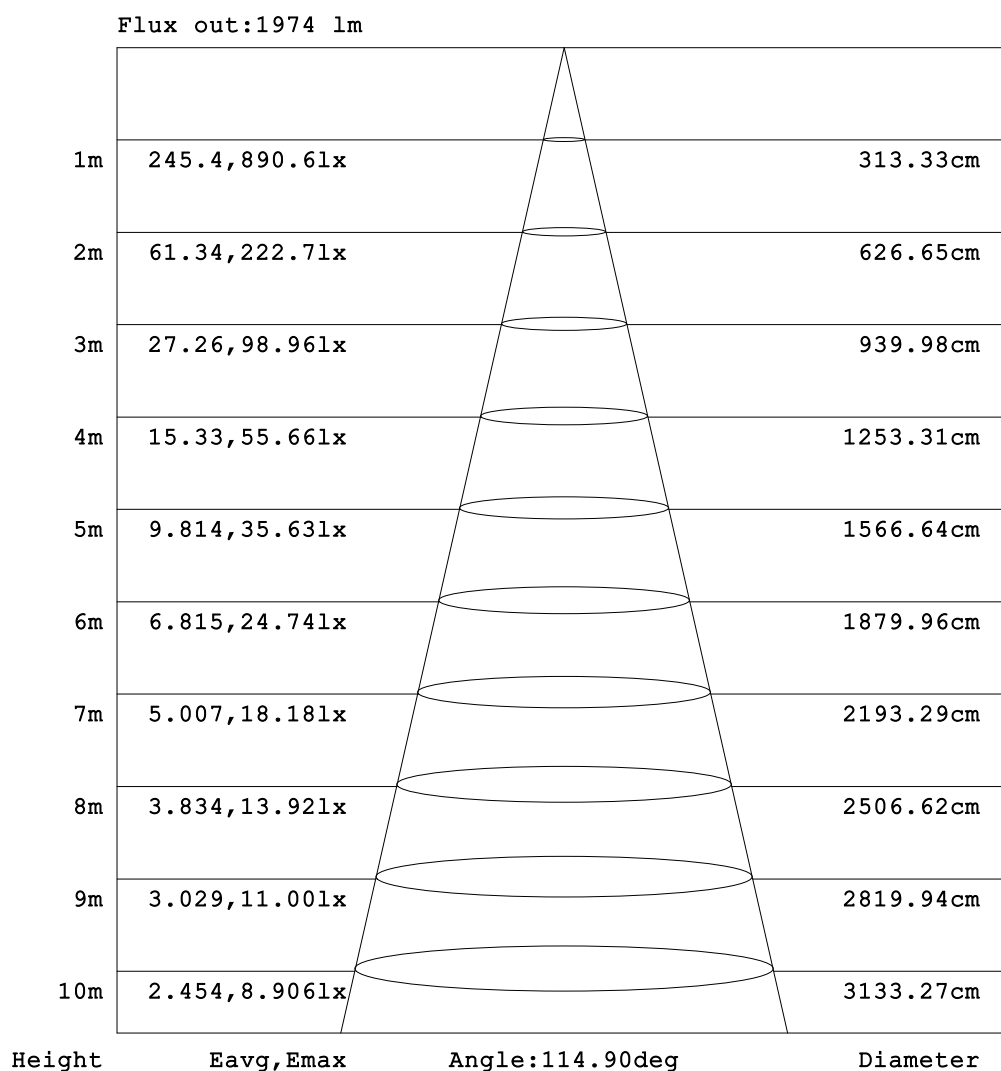 Flux out:1974 lm
1m 245.4,890.6lx 313.33cm
2m 61.34,222.7lx 626.65cm
3m 27.26,98.96lx 939.98cm
4m 15.33,55.66lx 1253.31cm
5m 9.814,35.63lx 1566.64cm
6m 6.815,24.74lx 1879.96cm
7m 5.007,18.18lx 2193.29cm
8m 3.834,13.92lx 2506.62cm
9m 3.029,11.00lx 2819.94cm
10m 2.454,8.906lx 3133.27cm
Height Eavg,Emax Angle:114.90deg Diameter